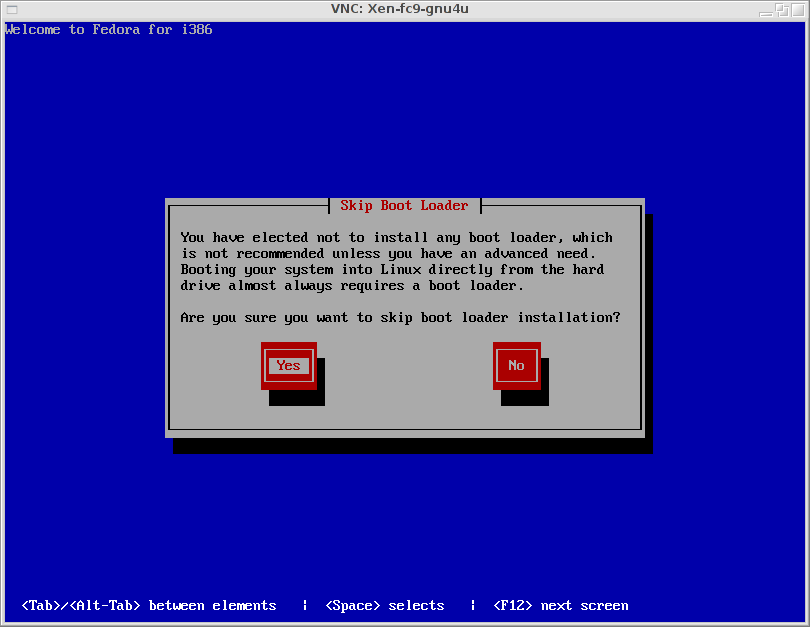 VNC: Xen-fc9-gnu4u
Welcome to Fedora for i386
Skip Boot Loader
You have elected not to install any boot loader, which
is not recommended unless you have an advanced need.
Booting your system into Linux directly from the hard
drive almost always requires a boot loader.
Are you sure you want to skip boot loader installation?
Yes No
<Tab>/<Alt-Tab> between elements | <Space> selects | <F12> next screen